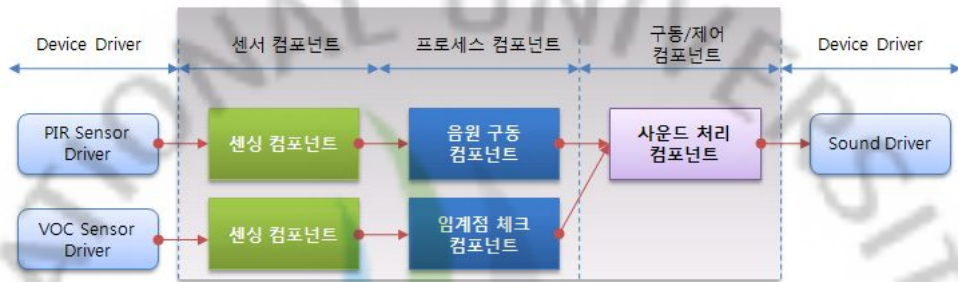 Device Driver
센서 컴포넌트
프로세스 컴포넌트
구동/제어
컴포넌트
Device Driver
PIR Sensor
Driver
센싱 컴포넌트
음원 구동
컴포넌트
사운드 처리
컴포넌트
Sound Driver
VOC Sensor
Driver
센싱 컴포넌트
임계점 체크
컴포넌트
ATIONAL UNIVERSIT